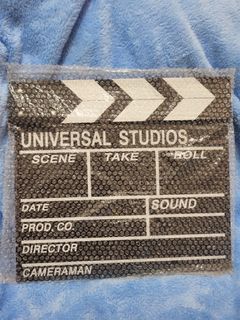 UNIVERSAL STUDIOS
SCENE TAKE ROLL
DATE SOUND
PROD. CO.
DIRECTOR
CAMERAMAN